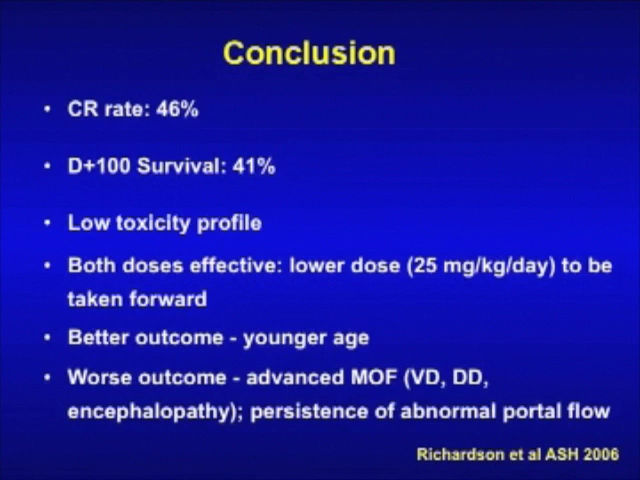 Conclusion
• CR rate: 46%
• D+100 Survival: 41%
• Low toxicity profile
• Both doses effective: lower dose (25 mg/kg/day) to be
taken forward
• Better outcome - younger age
• Worse outcome - advanced MOF (VD, DD,
encephalopathy); persistence of abnormal portal flow
Richardson et al ASH 2006